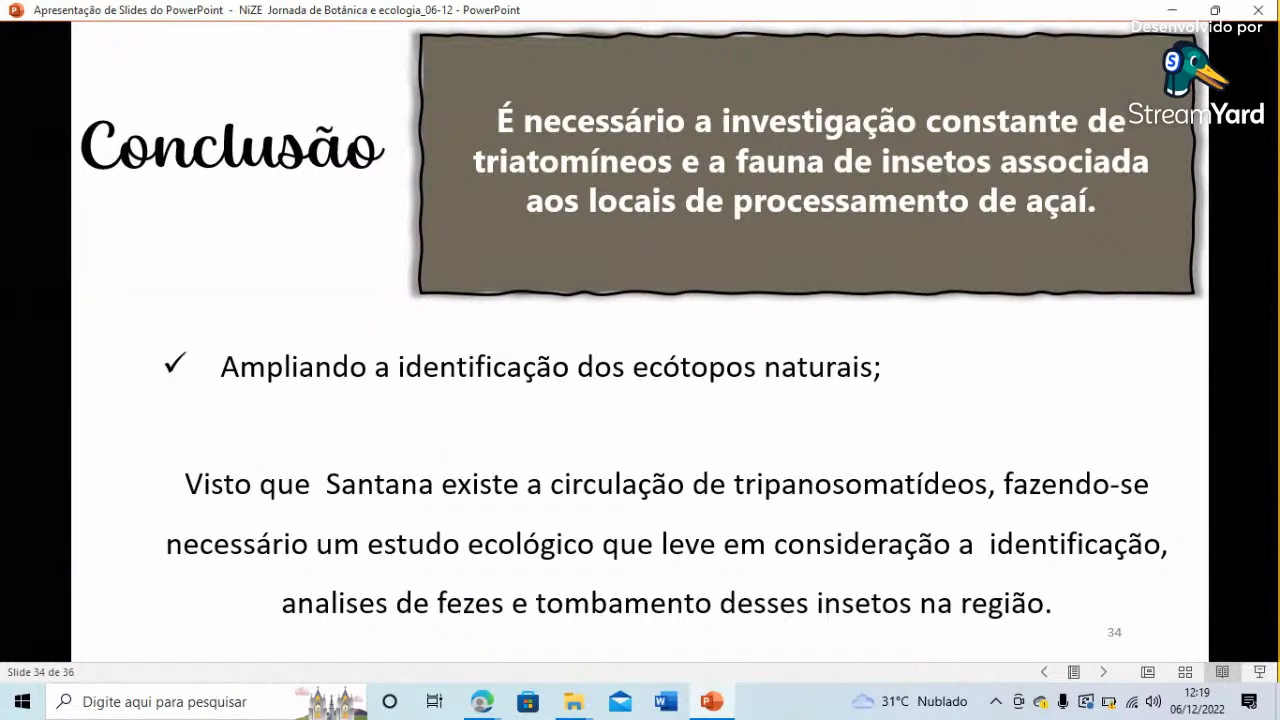 Apresentação de Slides do PowerPoint - NiZE Jornada de Botânica e ecologia_06-12 - PowerPoint
Desenvolvido por
StreamYard
Conclusão
É necessário a investigação constante de
triatomíneos e a fauna de insetos associada
aos locais de processamento de açaí.
✓ Ampliando a identificação dos ecótopos naturais;
Visto que Santana existe a circulação de tripanosomatídeos, fazendo-se
necessário um estudo ecológico que leve em consideração a identificação,
analises de fezes e tombamento desses insetos na região.
34
Slide 34 de 36
Digite aqui para pesquisar
31°C Nublado
12:19
06/12/2022